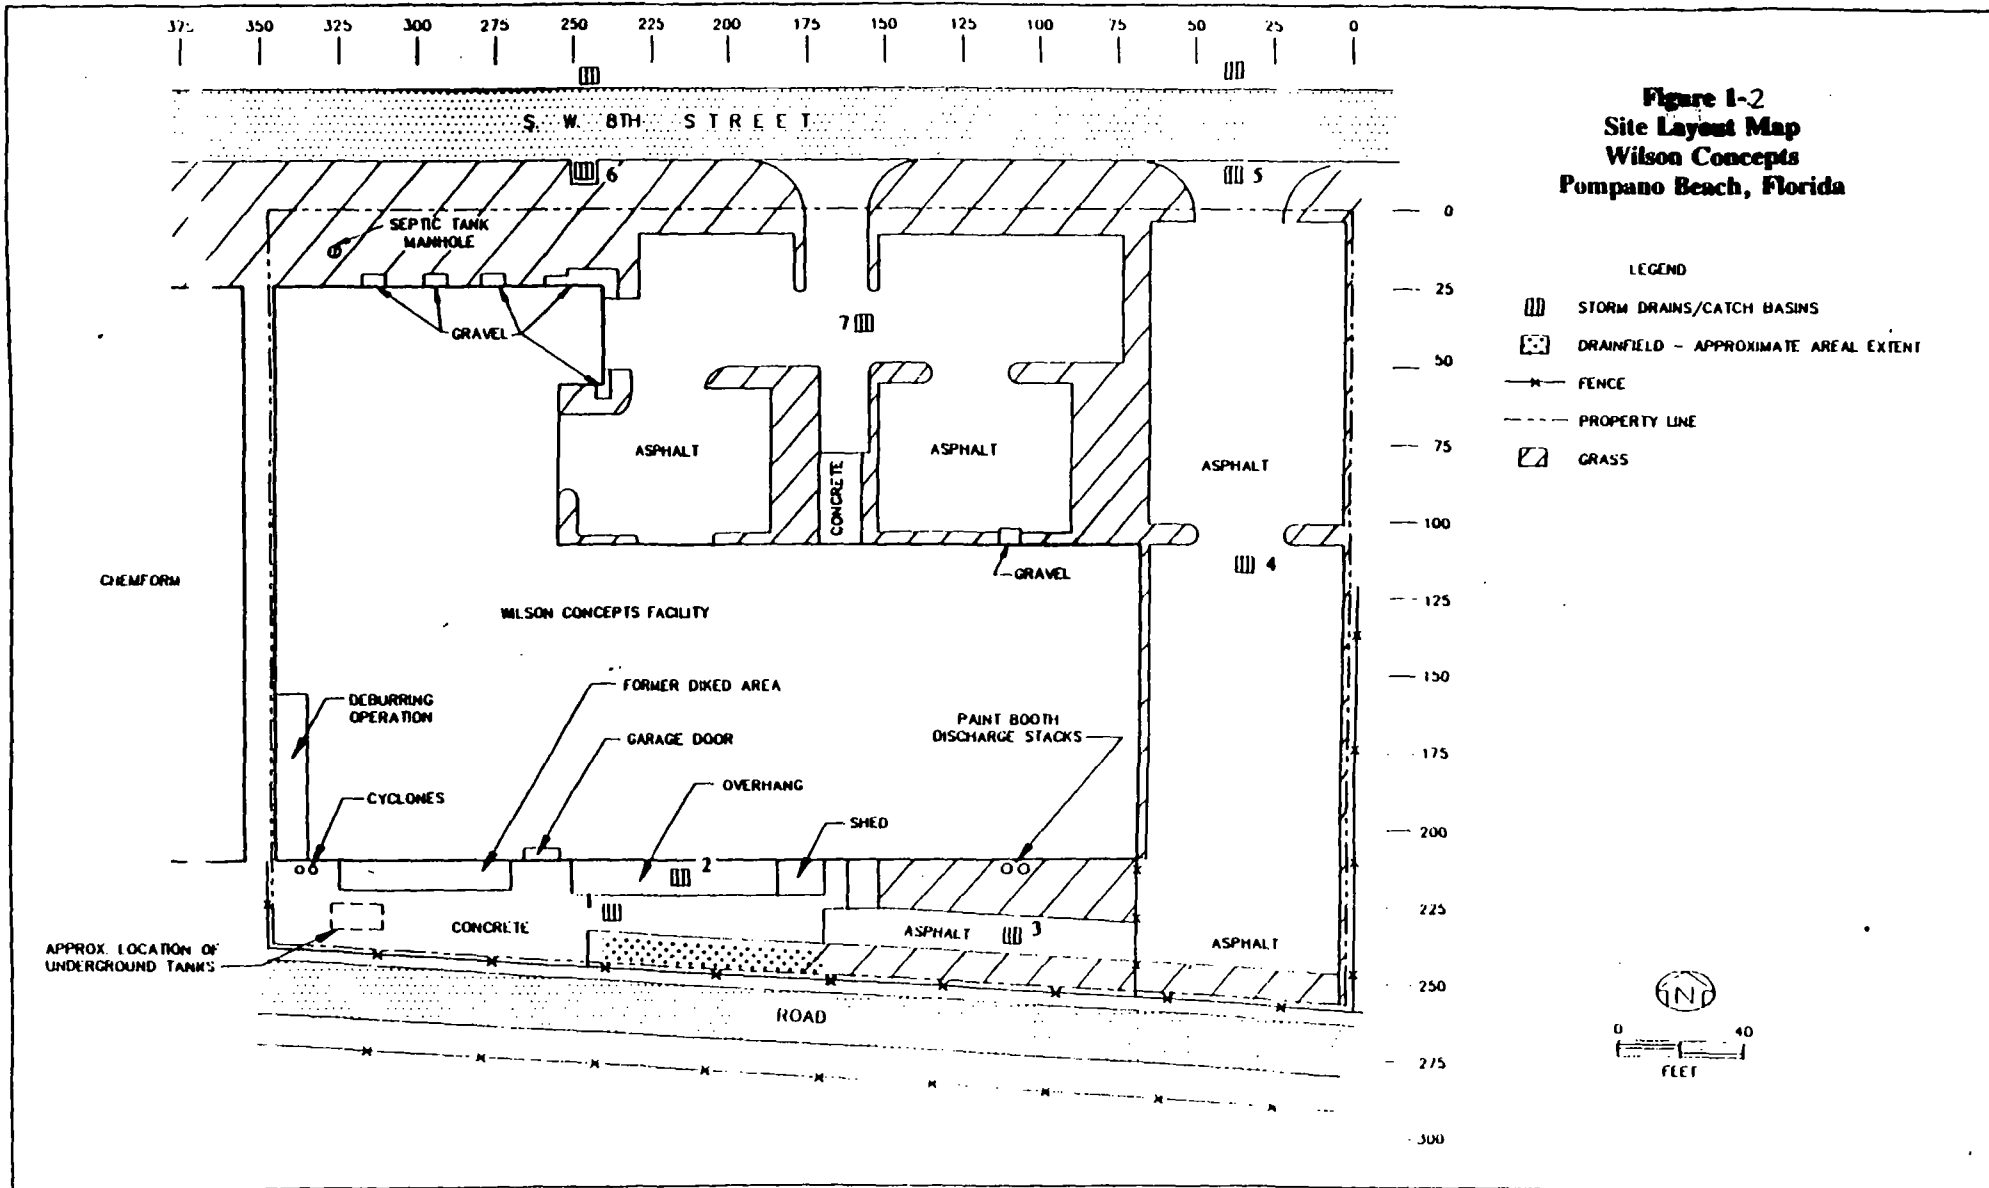 375 350 325 300 275 250 225 200 175 150 125 100 75 50 25 0
Figure 1-2
Site Layout Map
Wilson Concepts
Pompano Beach, Florida
S. W. 8TH STREET
6
5
SEPTIC TANK
MANHOLE
0
LEGEND
25
STORM DRAINS/CATCH BASINS
7
GRAVEL
DRAINFIELD - APPROXIMATE AREAL EXTENT
50
FENCE
PROPERTY LINE
ASPHALT
ASPHALT
75
GRASS
ASPHALT
CONCRETE
100
4
GRAVEL
CHEMFORM
125
WILSON CONCEPTS FACILITY
150
FORMER DIKED AREA
DEBURRING
OPERATION
PAINT BOOTH
DISCHARGE STACKS
GARAGE DOOR
175
OVERHANG
CYCLONES
SHED
200
2
225
CONCRETE
ASPHALT
3
ASPHALT
APPROX. LOCATION OF
UNDERGROUND TANKS
250
N
ROAD
0 40
FEET
275
300